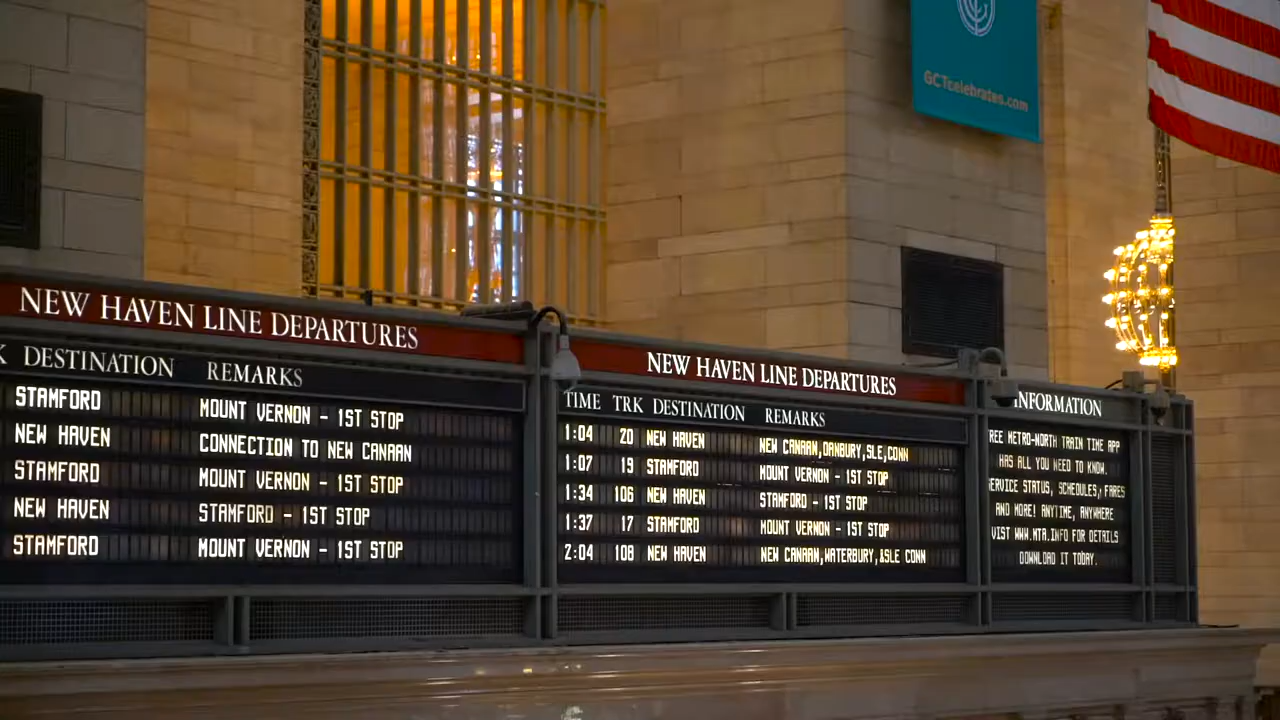 GCTcelebrates.com
NEW HAVEN LINE DEPARTURES
K DESTINATION REMARKS
STAMFORD MOUNT VERNON - 1ST STOP
NEW HAVEN CONNECTION TO NEW CANAAN
STAMFORD MOUNT VERNON - 1ST STOP
NEW HAVEN STAMFORD - 1ST STOP
STAMFORD MOUNT VERNON - 1ST STOP
NEW HAVEN LINE DEPARTURES
TIME TRK DESTINATION REMARKS
1:04 20 NEW HAVEN NEW CANAAN,DANBURY,SLE,CONN
1:07 19 STAMFORD MOUNT VERNON - 1ST STOP
1:34 106 NEW HAVEN STAMFORD - 1ST STOP
1:37 17 STAMFORD MOUNT VERNON - 1ST STOP
2:04 108 NEW HAVEN NEW CANAAN,WATERBURY,&SLE CONN
INFORMATION
REE METRO-NORTH TRAIN TIME APP
HAS ALL YOU NEED TO KNOW.
SERVICE STATUS, SCHEDULES, FARES
AND MORE! ANYTIME, ANYWHERE
VISIT WWW.MTA.INFO FOR DETAILS
DOWNLOAD IT TODAY.